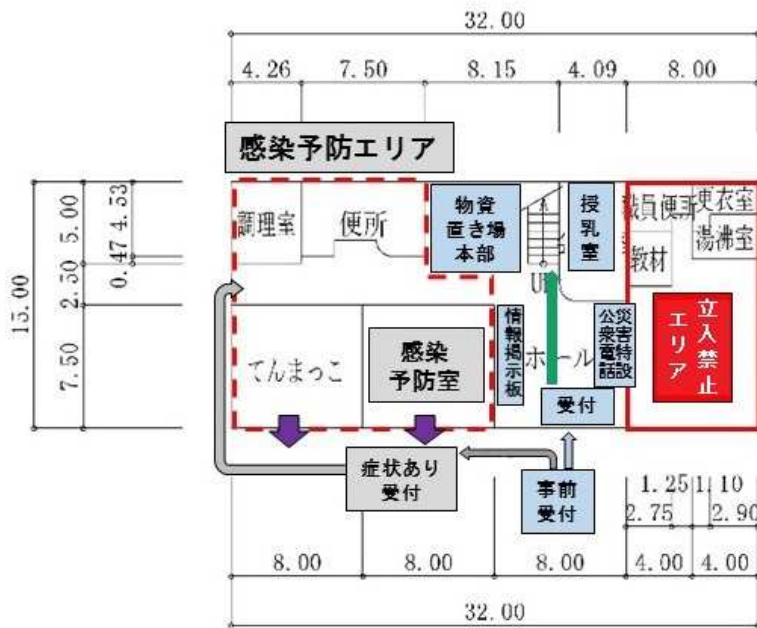 32.00
4.26
7.50
8.15
4.09
8.00
感染予防エリア
調理室
便所
物資
置き場
本部
授乳室
職員便所
更衣室
湯沸室
教材
UP
15.00
5.00
4.53
0.47
2.50
7.50
てんまっこ
感染
予防室
情報掲示板
ホール
災害特設
公衆電話
立入禁止
エリア
受付
症状あり
受付
事前
受付
1.25
1.10
2.75
2.90
8.00
8.00
8.00
4.00
4.00
32.00